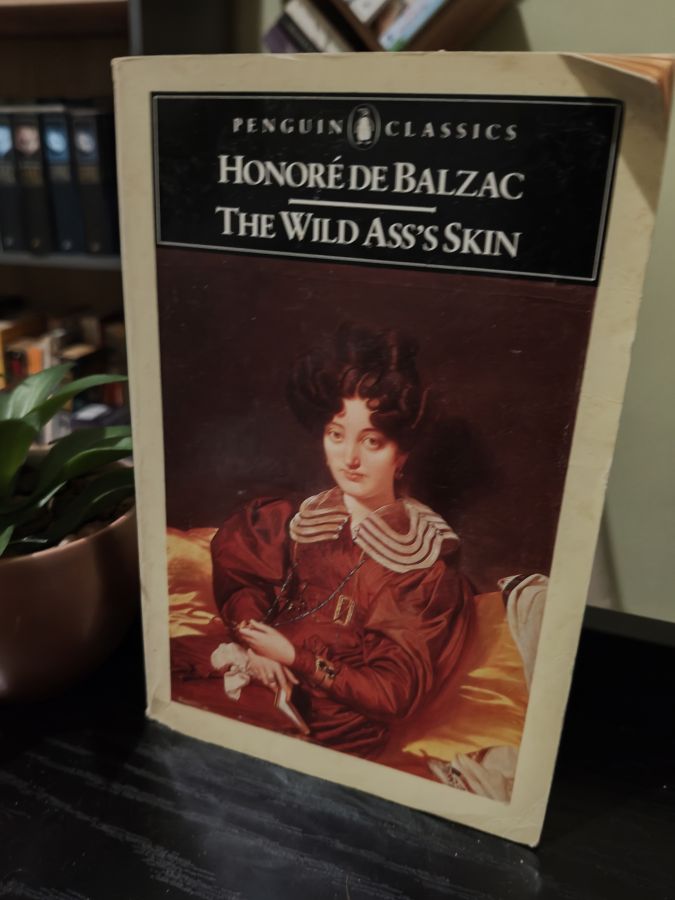 PENGUIN CLASSICS
HONORÉ DE BALZAC
THE WILD ASS'S SKIN